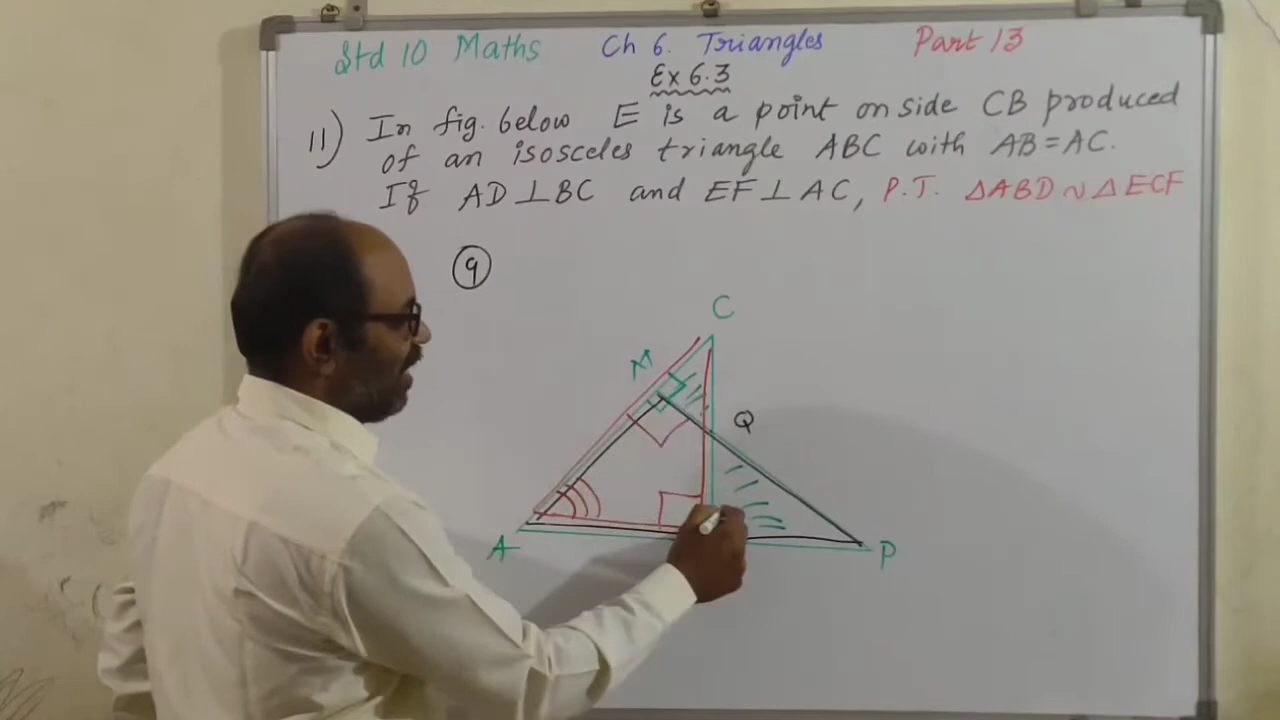 Std 10 Maths Ch 6. Triangles Part 13
Ex 6.3
11) In fig. below E is a point on side CB produced
of an isosceles triangle ABC with AB=AC.
If AD⊥BC and EF⊥AC, P.T. ΔABD~ΔECF
9
C
M
Q
A
P